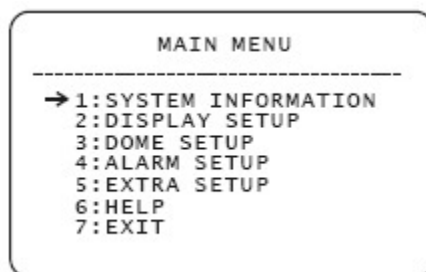 MAIN MENU
→ 1:SYSTEM INFORMATION
2:DISPLAY SETUP
3:DOME SETUP
4:ALARM SETUP
5:EXTRA SETUP
6:HELP
7:EXIT